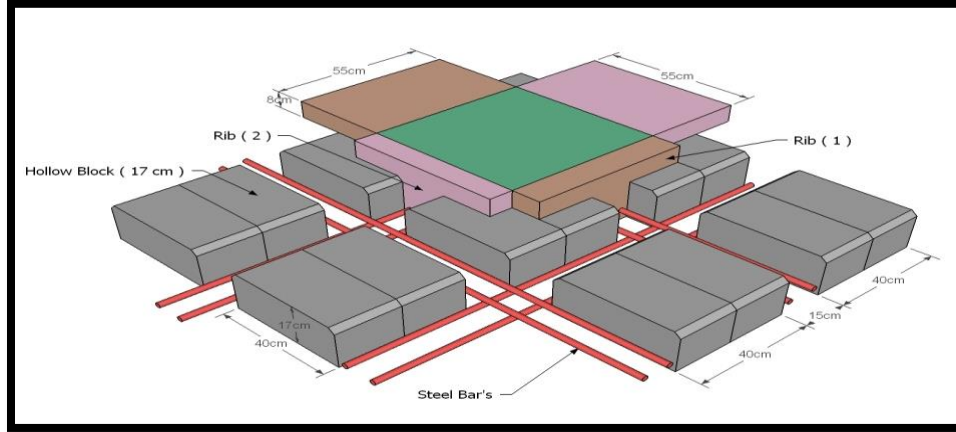 55cm
55cm
8cm
Rib ( 2 )
Rib ( 1 )
Hollow Block ( 17 cm )
17cm
40cm
40cm
15cm
40cm
Steel Bar's